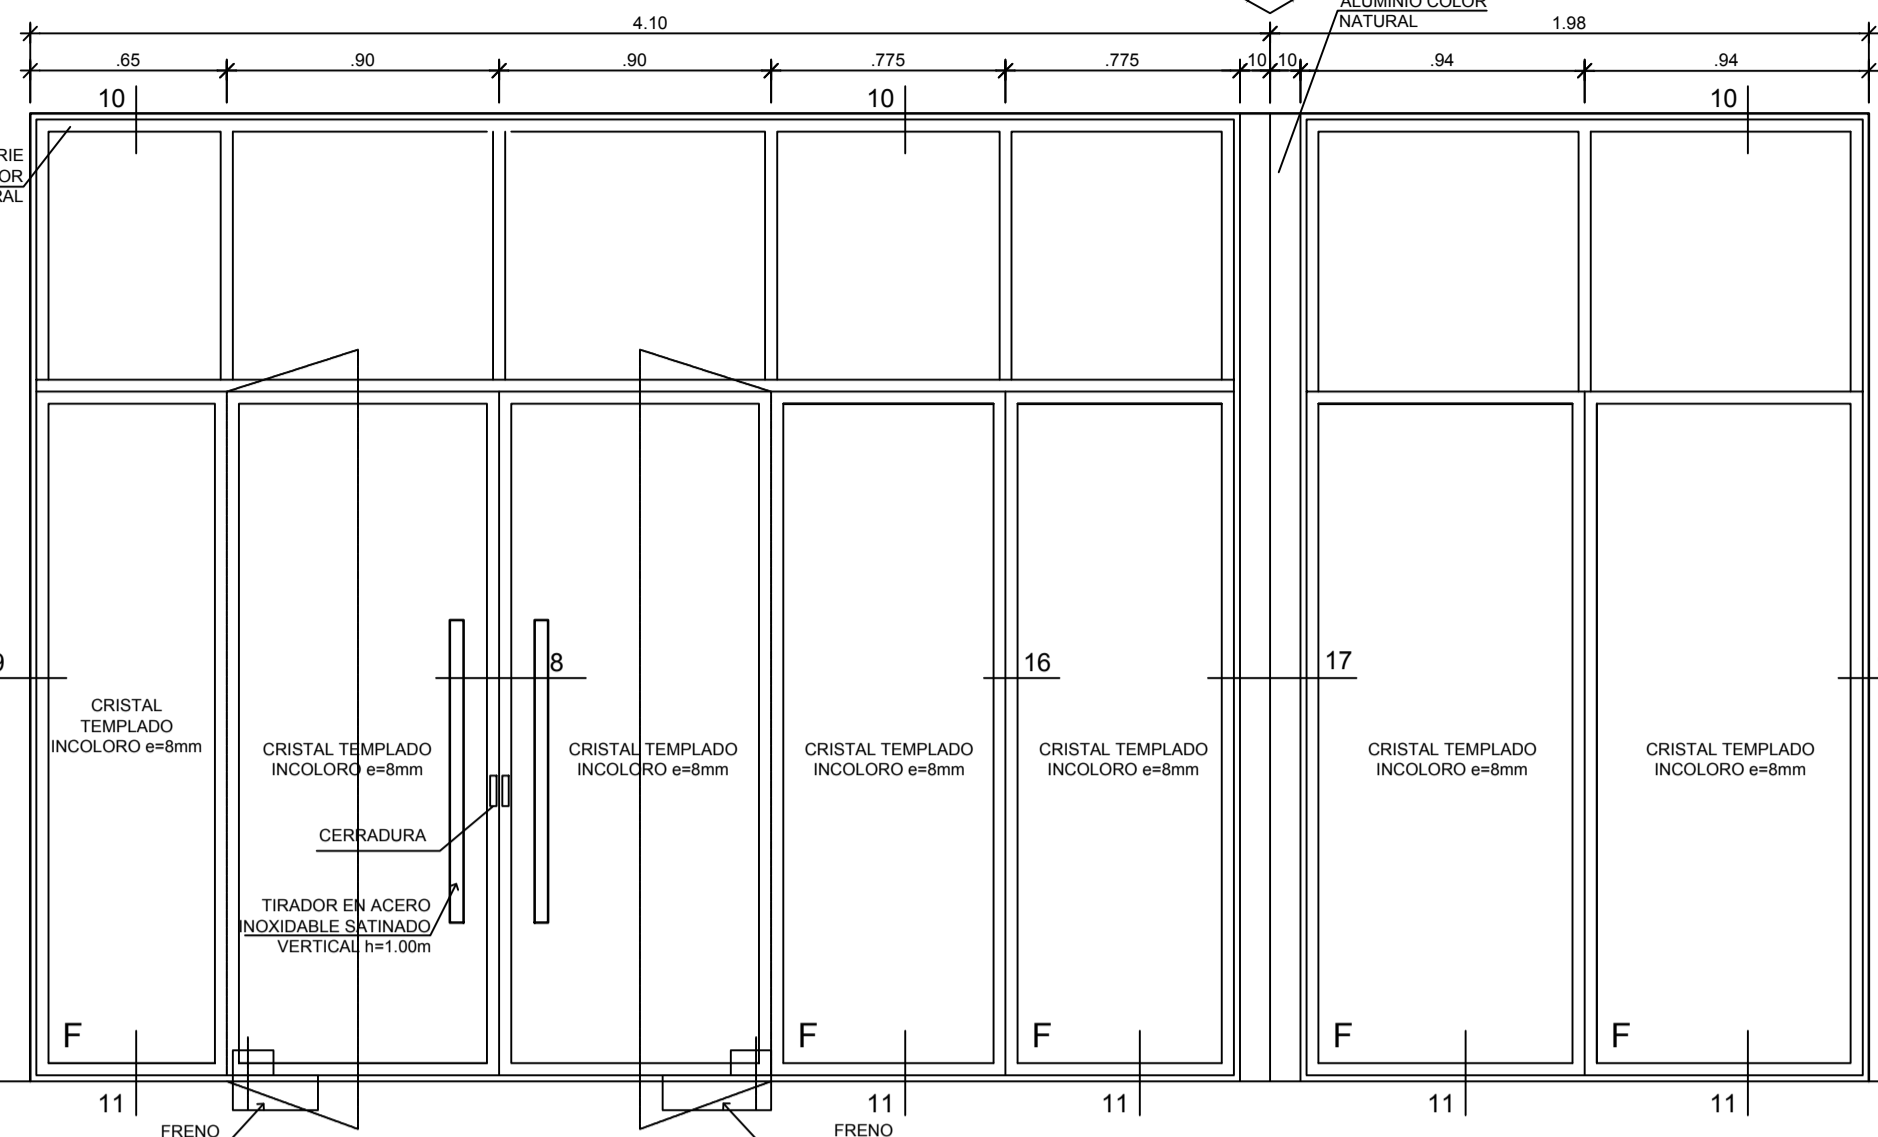 ALUMINIO COLOR
NATURAL
4.10
1.98
.65
.90
.90
.775
.775
.10
.10
.94
.94
10
10
10
RIE
OR
RAL
9
8
16
17
CRISTAL
TEMPLADO
INCOLORO e=8mm
CRISTAL TEMPLADO
INCOLORO e=8mm
CRISTAL TEMPLADO
INCOLORO e=8mm
CRISTAL TEMPLADO
INCOLORO e=8mm
CRISTAL TEMPLADO
INCOLORO e=8mm
CRISTAL TEMPLADO
INCOLORO e=8mm
CRISTAL TEMPLADO
INCOLORO e=8mm
CERRADURA
TIRADOR EN ACERO
INOXIDABLE SATINADO
VERTICAL h=1.00m
F
F
F
F
F
11
11
11
11
11
FRENO
FRENO